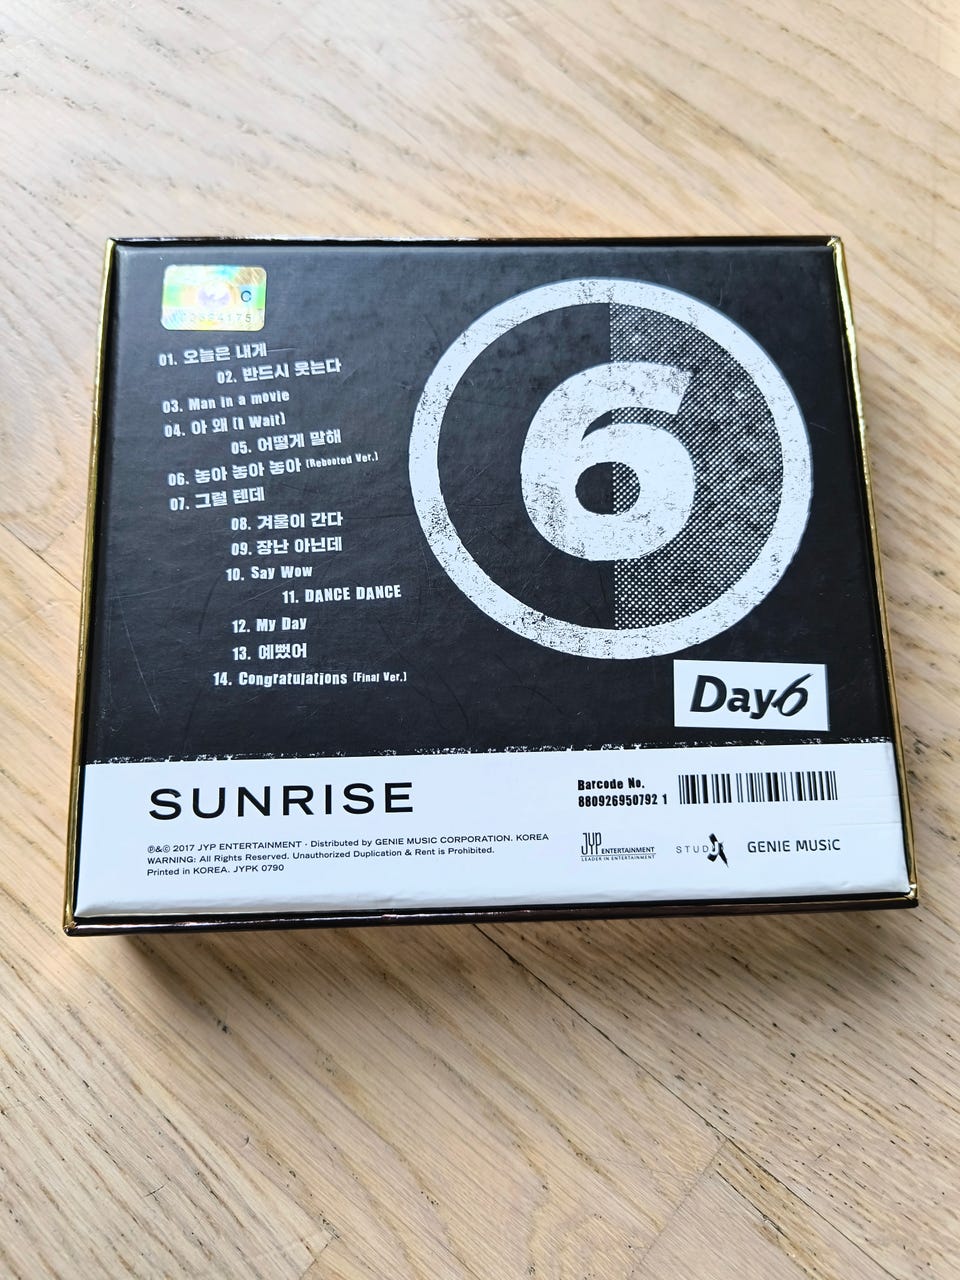 C
01. 오늘은 내게
02. 반드시 웃는다
03. Man in a movie
04. 아 왜 (I Wait)
05. 어떻게 말해
06. 놓아 놓아 놓아 (Rebooted Ver.)
07. 그럴 텐데
08. 겨울이 간다
09. 장난 아닌데
10. Say Wow
11. DANCE DANCE
12. My Day
13. 예뻤어
14. Congratulations (Final Ver.)
6
Day6
SUNRISE
Barcode No.
880926950792 1
℗&© 2017 JYP ENTERTAINMENT · Distributed by GENIE MUSIC CORPORATION. KOREA
WARNING: All Rights Reserved. Unauthorized Duplication & Rent is Prohibited.
Printed in KOREA. JYPK 0790
JYP ENTERTAINMENT
LEADER IN ENTERTAINMENT
STUDIO J
GENIE MUSiC